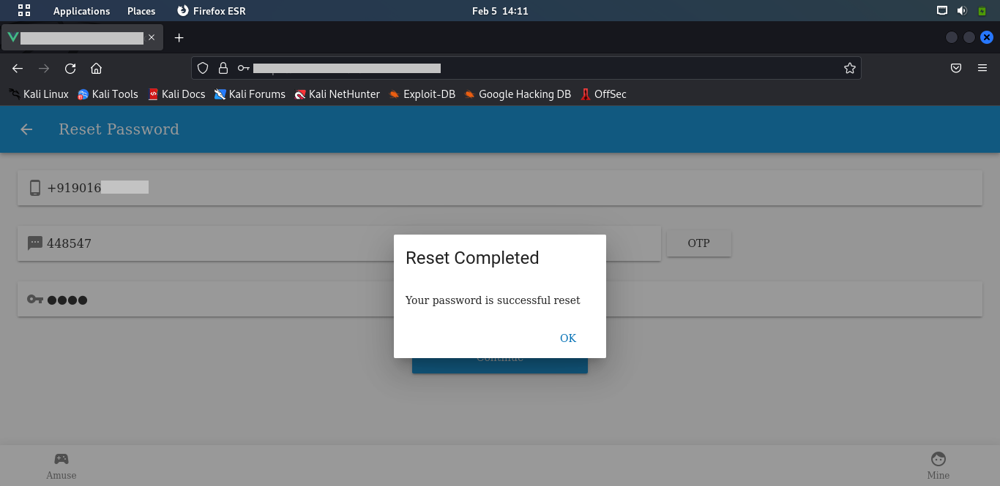 Applications Places Firefox ESR Feb 5 14:11
Kali Linux Kali Tools Kali Docs Kali Forums Kali NetHunter Exploit-DB Google Hacking DB OffSec
Reset Password
+919016
448547 OTP
Reset Completed
Your password is successful reset
OK
Continue
Amuse Mine